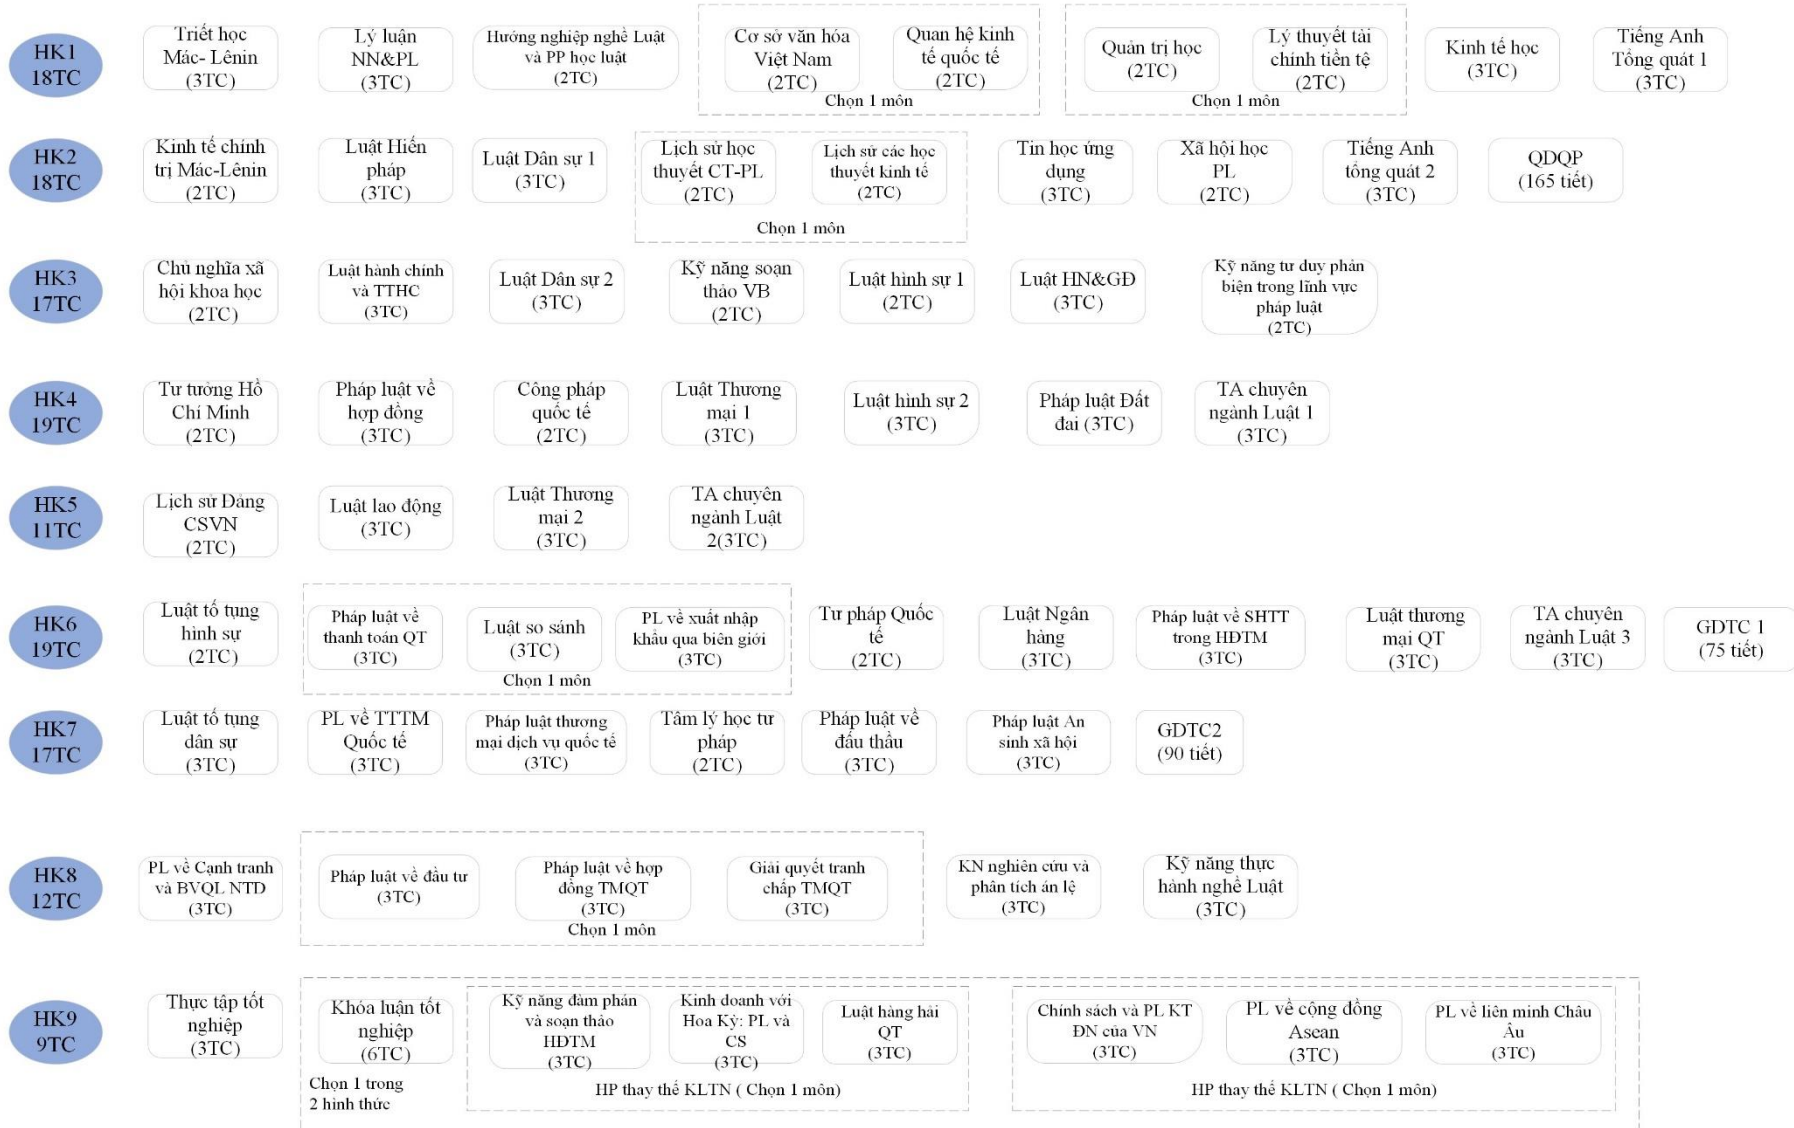 HK1
18TC
Triết học
Mác- Lênin
(3TC)
Lý luận
NN&PL
(3TC)
Hướng nghiệp nghề Luật
và PP học luật
(2TC)
Cơ sở văn hóa
Việt Nam
(2TC)
Quan hệ kinh
tế quốc tế
(2TC)
Chọn 1 môn
Quản trị học
(2TC)
Lý thuyết tài
chính tiền tệ
(2TC)
Chọn 1 môn
Kinh tế học
(3TC)
Tiếng Anh
Tổng quát 1
(3TC)
HK2
18TC
Kinh tế chính
trị Mác-Lênin
(2TC)
Luật Hiến
pháp
(3TC)
Luật Dân sự 1
(3TC)
Lịch sử học
thuyết CT-PL
(2TC)
Lịch sử các học
thuyết kinh tế
(2TC)
Chọn 1 môn
Tin học ứng
dụng
(3TC)
Xã hội học
PL
(2TC)
Tiếng Anh
tổng quát 2
(3TC)
QDQP
(165 tiết)
HK3
17TC
Chủ nghĩa xã
hội khoa học
(2TC)
Luật hành chính
và TTHC
(3TC)
Luật Dân sự 2
(3TC)
Kỹ năng soạn
thảo VB
(2TC)
Luật hình sự 1
(2TC)
Luật HN&GĐ
(3TC)
Kỹ năng tư duy phản
biện trong lĩnh vực
pháp luật
(2TC)
HK4
19TC
Tư tưởng Hồ
Chí Minh
(2TC)
Pháp luật về
hợp đồng
(3TC)
Công pháp
quốc tế
(2TC)
Luật Thương
mại 1
(3TC)
Luật hình sự 2
(3TC)
Pháp luật Đất
đai (3TC)
TA chuyên
ngành Luật 1
(3TC)
HK5
11TC
Lịch sử Đảng
CSVN
(2TC)
Luật lao động
(3TC)
Luật Thương
mại 2
(3TC)
TA chuyên
ngành Luật
2(3TC)
HK6
19TC
Luật tố tụng
hình sự
(2TC)
Pháp luật về
thanh toán QT
(3TC)
Luật so sánh
(3TC)
PL về xuất nhập
khẩu qua biên giới
(3TC)
Chọn 1 môn
Tư pháp Quốc
tế
(2TC)
Luật Ngân
hàng
(3TC)
Pháp luật về SHTT
trong HĐTM
(3TC)
Luật thương
mại QT
(3TC)
TA chuyên
ngành Luật 3
(3TC)
GDTC 1
(75 tiết)
HK7
17TC
Luật tố tụng
dân sự
(3TC)
PL về TTTM
Quốc tế
(3TC)
Pháp luật thương
mại dịch vụ quốc tế
(3TC)
Tâm lý học tư
pháp
(2TC)
Pháp luật về
đấu thầu
(3TC)
Pháp luật An
sinh xã hội
(3TC)
GDTC2
(90 tiết)
HK8
12TC
PL về Cạnh tranh
và BVQL NTD
(3TC)
Pháp luật về đầu tư
(3TC)
Pháp luật về hợp
đồng TMQT
(3TC)
Giải quyết tranh
chấp TMQT
(3TC)
Chọn 1 môn
KN nghiên cứu và
phân tích án lệ
(3TC)
Kỹ năng thực
hành nghề Luật
(3TC)
HK9
9TC
Thực tập tốt
nghiệp
(3TC)
Khóa luận tốt
nghiệp
(6TC)
Chọn 1 trong
2 hình thức
Kỹ năng đàm phán
và soạn thảo
HĐTM
(3TC)
Kinh doanh với
Hoa Kỳ: PL và
CS
(3TC)
Luật hàng hải
QT
(3TC)
HP thay thế KLTN ( Chọn 1 môn)
Chính sách và PL KT
ĐN của VN
(3TC)
PL về cộng đồng
Asean
(3TC)
PL về liên minh Châu
Âu
(3TC)
HP thay thế KLTN ( Chọn 1 môn)